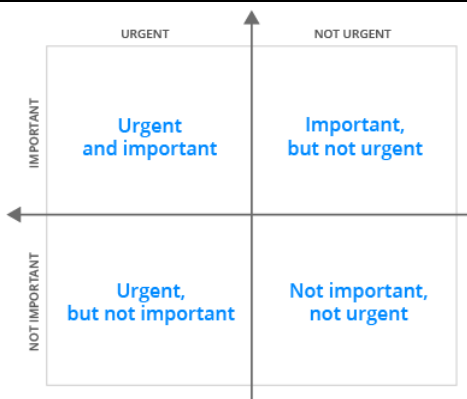 URGENT
NOT URGENT
IMPORTANT
Urgent
and important
Important,
but not urgent
NOT IMPORTANT
Urgent,
but not important
Not important,
not urgent